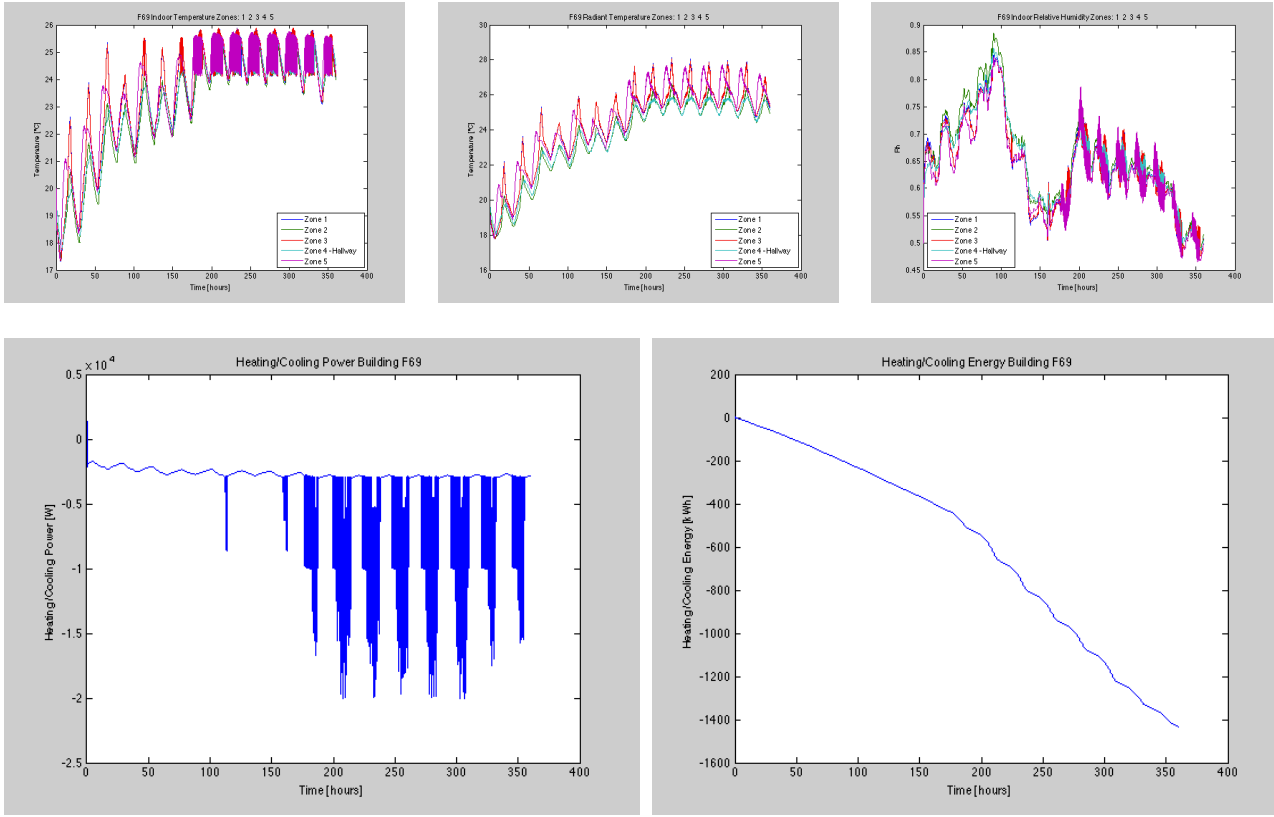 F69 Indoor Temperature Zones: 1 2 3 4 5
26
25
24
23
22
21
20
19
18
17
Temperature [°C]
Zone 1
Zone 2
Zone 3
Zone 4 -Hallway
Zone 5
0 50 100 150 200 250 300 350 400
Time [hours]
F69 Radiant Temperature Zones: 1 2 3 4 5
30
28
26
24
22
20
18
16
Temperature [°C]
Zone 1
Zone 2
Zone 3
Zone 4 -Hallway
Zone 5
0 50 100 150 200 250 300 350 400
Time [hours]
F69 Indoor Relative Humidity Zones: 1 2 3 4 5
0.9
0.85
0.8
0.75
0.7
0.65
0.6
0.55
0.5
0.45
Rh
Zone 1
Zone 2
Zone 3
Zone 4 -Hallway
Zone 5
0 50 100 150 200 250 300 350 400
Time [hours]
Heating/Cooling Power Building F69
x 10^4
0.5
0
-0.5
-1
-1.5
-2
-2.5
Heating/Cooling Power [W]
0 50 100 150 200 250 300 350 400
Time [hours]
Heating/Cooling Energy Building F69
200
0
-200
-400
-600
-800
-1000
-1200
-1400
-1600
Heating/Cooling Energy [kWh]
0 50 100 150 200 250 300 350 400
Time [hours]